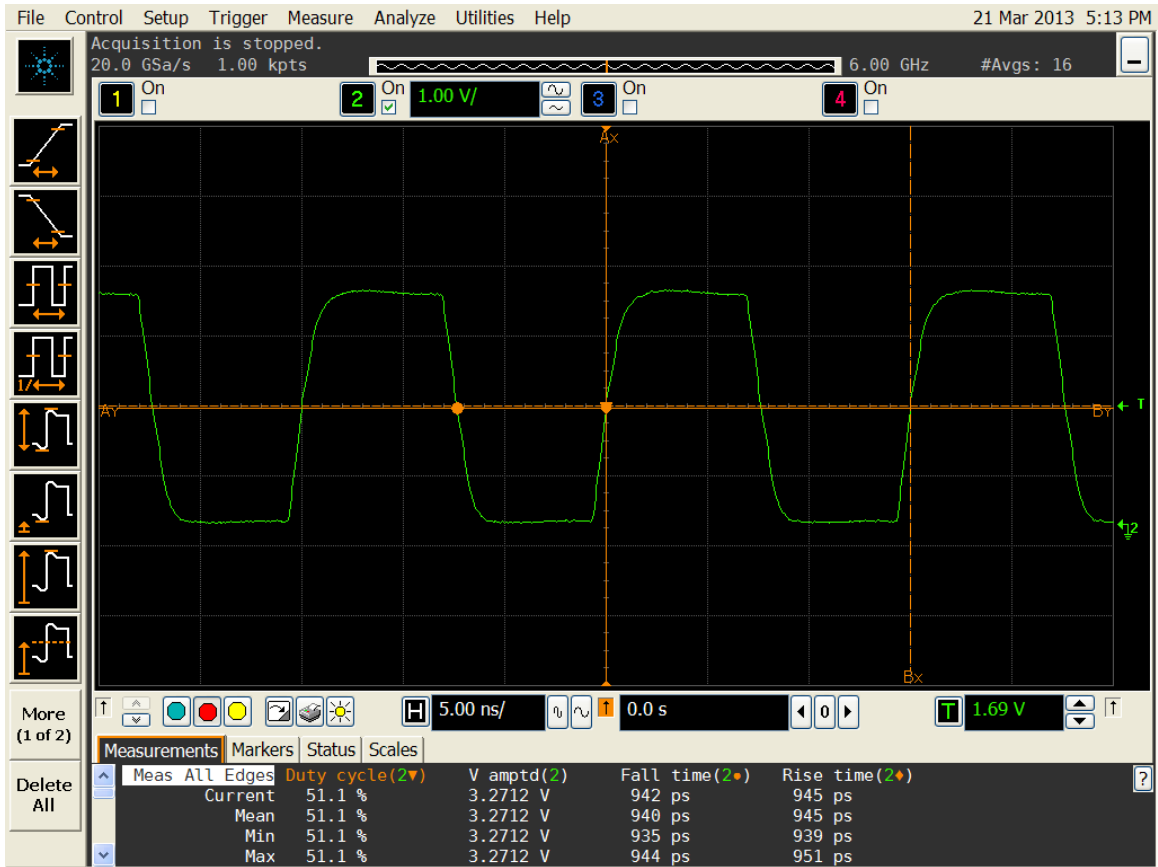 File Control Setup Trigger Measure Analyze Utilities Help 21 Mar 2013 5:13 PM
Acquisition is stopped.
20.0 GSa/s 1.00 kpts 6.00 GHz #Avgs: 16
1 On 2 On 1.00 V/ 3 On 4 On
Ax
1/
AY BY T
2
Bx
More
(1 of 2)
Delete
All
H 5.00 ns/ 0.0 s 0 T 1.69 V
Measurements Markers Status Scales
Meas All Edges Duty cycle(2▼) V amptd(2) Fall time(2●) Rise time(2♦) ?
Current 51.1 % 3.2712 V 942 ps 945 ps
Mean 51.1 % 3.2712 V 940 ps 945 ps
Min 51.1 % 3.2712 V 935 ps 939 ps
Max 51.1 % 3.2712 V 944 ps 951 ps